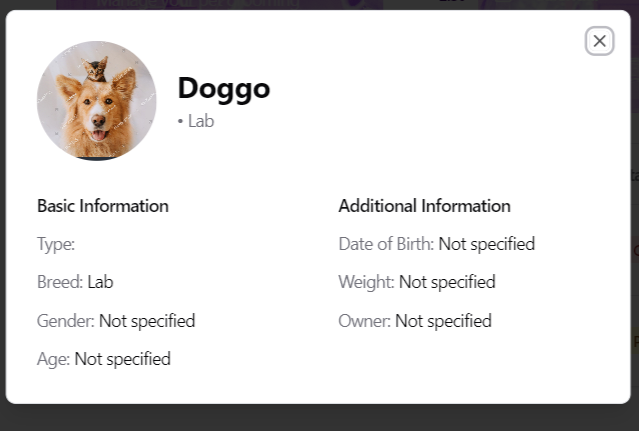 Doggo
• Lab
Basic Information
Type:
Breed: Lab
Gender: Not specified
Age: Not specified
Additional Information
Date of Birth: Not specified
Weight: Not specified
Owner: Not specified